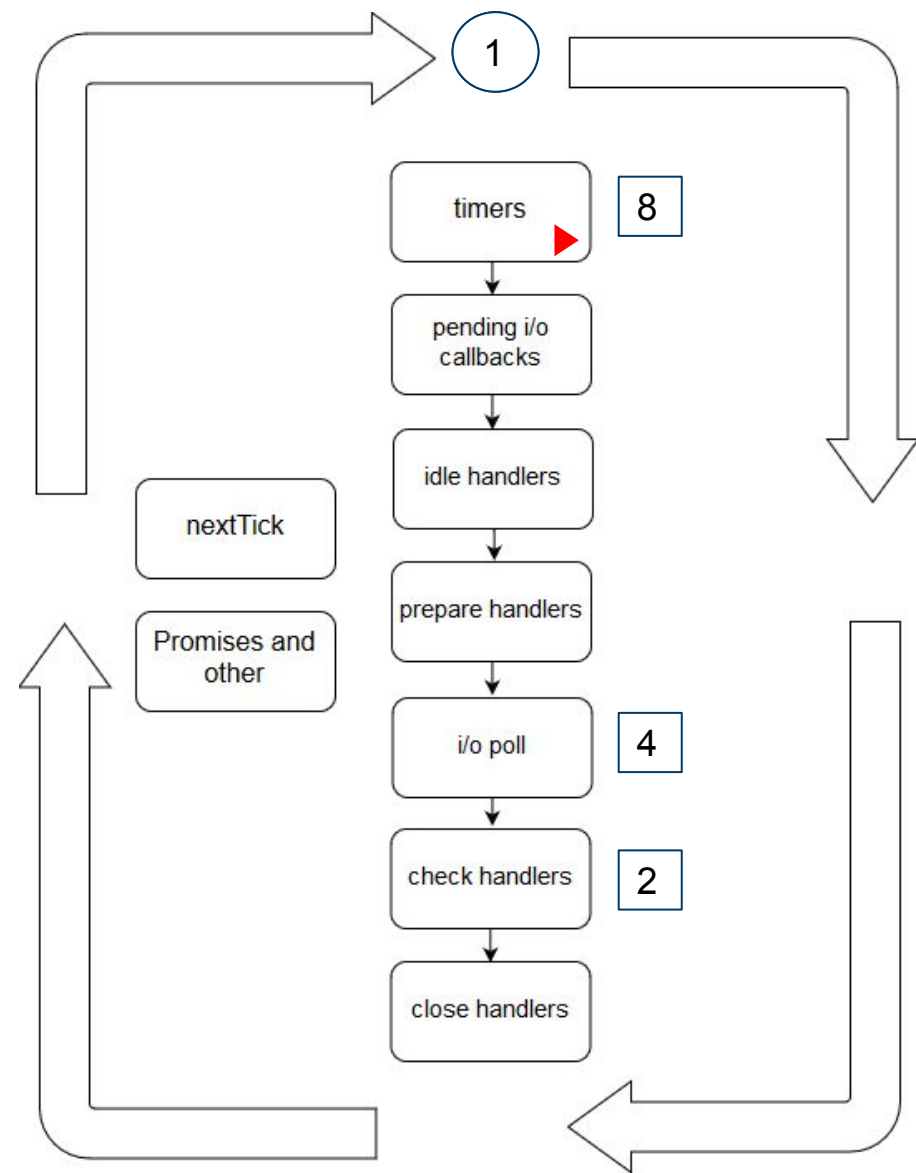 1
timers
8
pending i/o
callbacks
idle handlers
nextTick
prepare handlers
Promises and
other
i/o poll
4
check handlers
2
close handlers